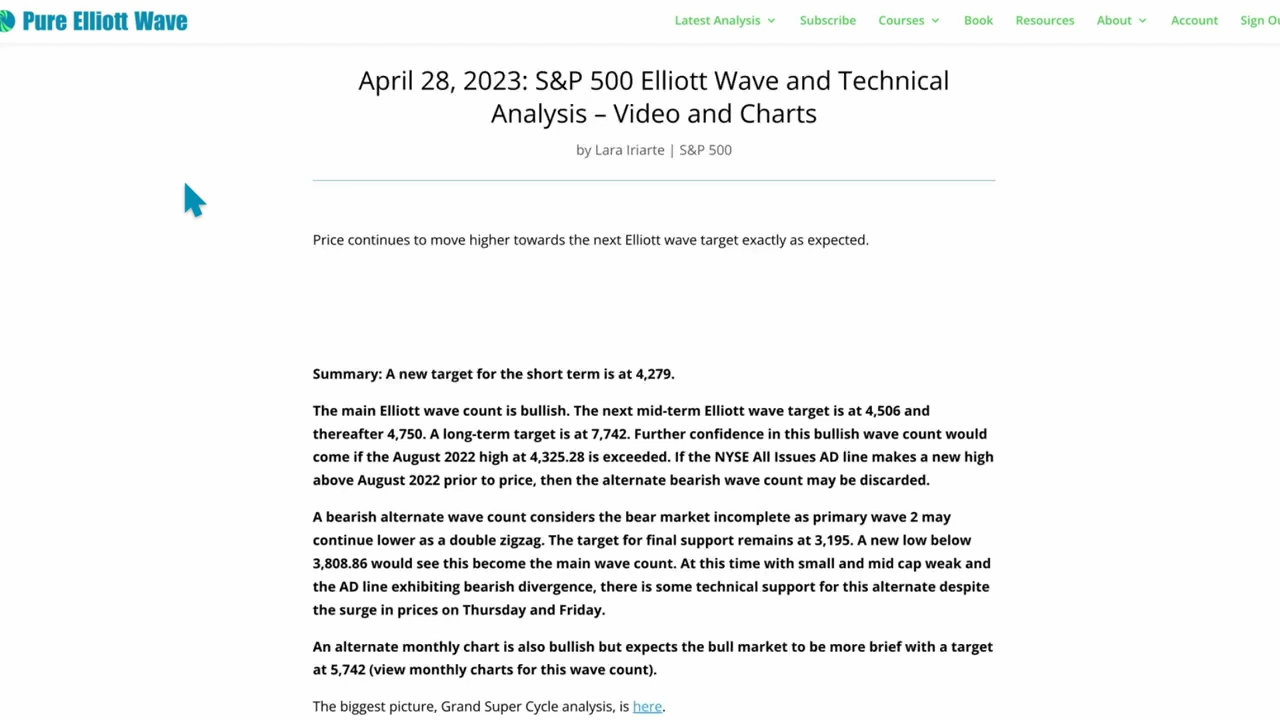 Pure Elliott Wave
Latest Analysis Subscribe Courses Book Resources About Account Sign Ou
April 28, 2023: S&P 500 Elliott Wave and Technical
Analysis – Video and Charts
by Lara Iriarte | S&P 500
Price continues to move higher towards the next Elliott wave target exactly as expected.
Summary: A new target for the short term is at 4,279.
The main Elliott wave count is bullish. The next mid-term Elliott wave target is at 4,506 and
thereafter 4,750. A long-term target is at 7,742. Further confidence in this bullish wave count would
come if the August 2022 high at 4,325.28 is exceeded. If the NYSE All Issues AD line makes a new high
above August 2022 prior to price, then the alternate bearish wave count may be discarded.
A bearish alternate wave count considers the bear market incomplete as primary wave 2 may
continue lower as a double zigzag. The target for final support remains at 3,195. A new low below
3,808.86 would see this become the main wave count. At this time with small and mid cap weak and
the AD line exhibiting bearish divergence, there is some technical support for this alternate despite
the surge in prices on Thursday and Friday.
An alternate monthly chart is also bullish but expects the bull market to be more brief with a target
at 5,742 (view monthly charts for this wave count).
The biggest picture, Grand Super Cycle analysis, is here.